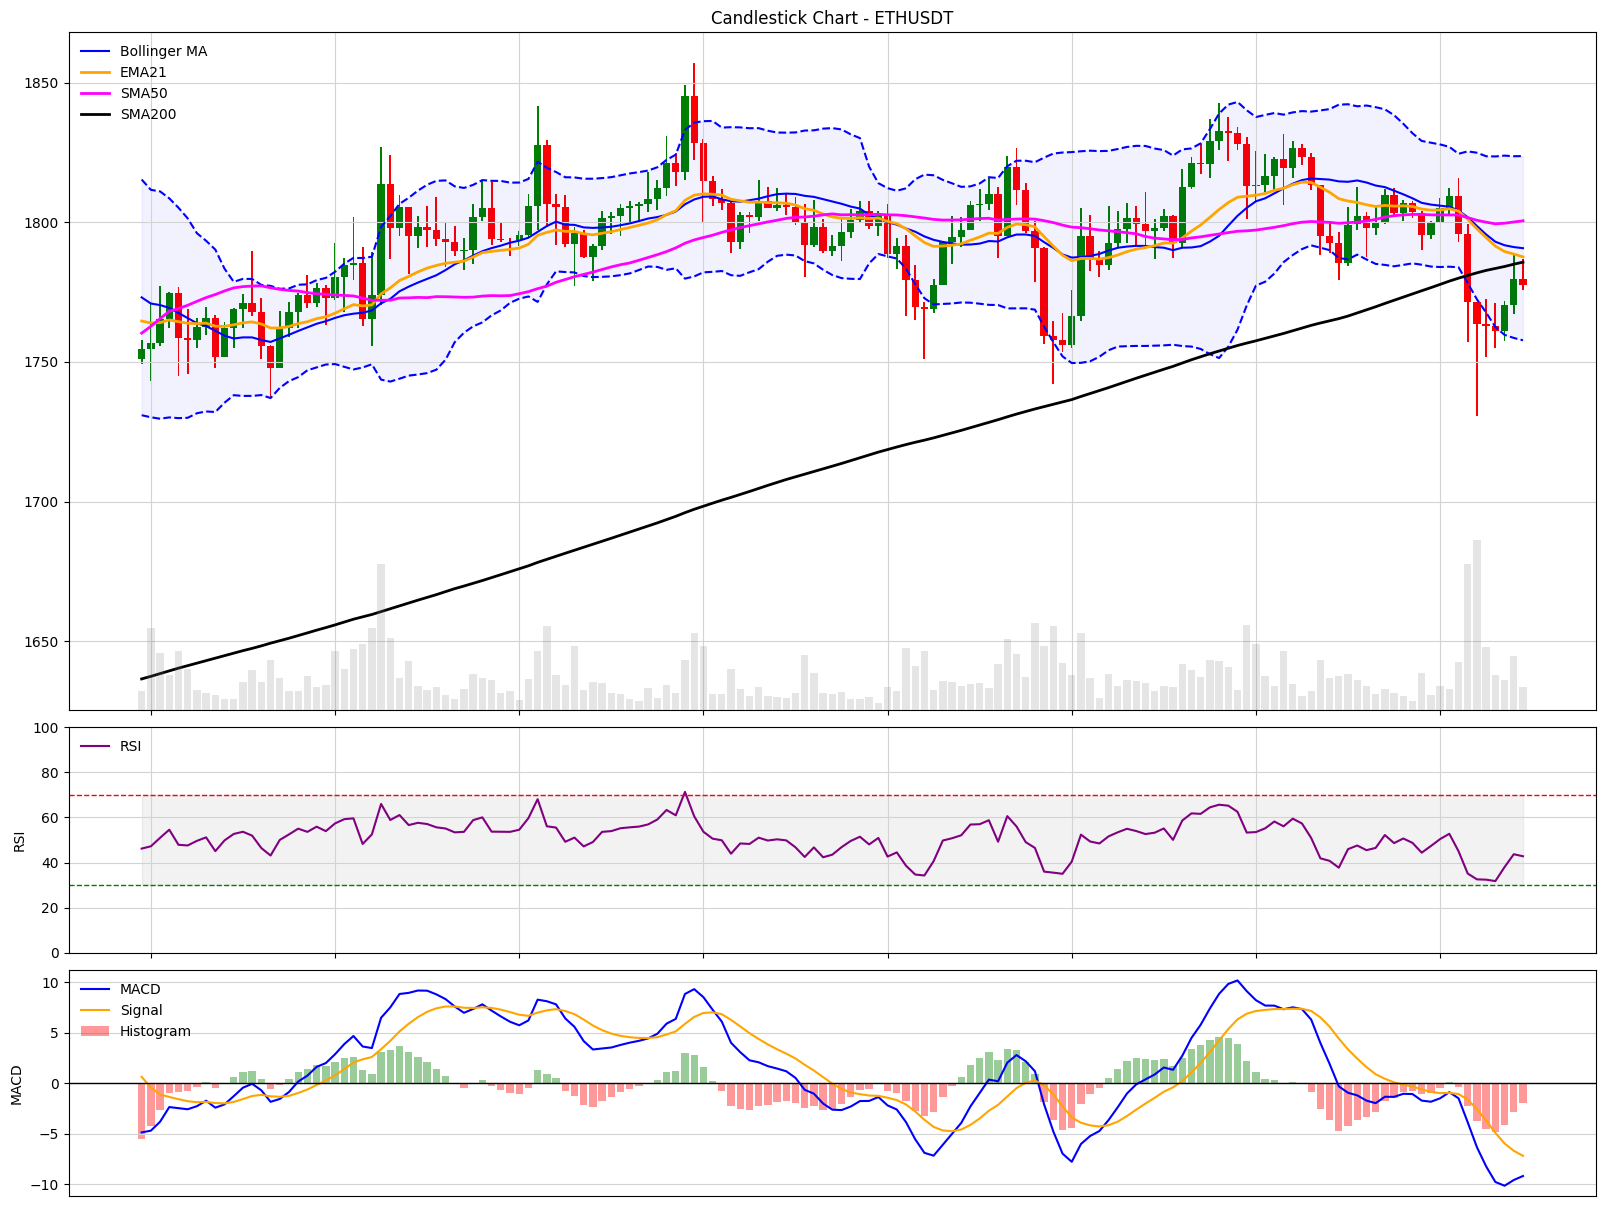 Candlestick Chart - ETHUSDT
Bollinger MA
EMA21
SMA50
SMA200
1850
1800
1750
1700
1650
RSI
100
80
60
40
20
0
RSI
MACD
Signal
Histogram
10
5
0
−5
−10
MACD